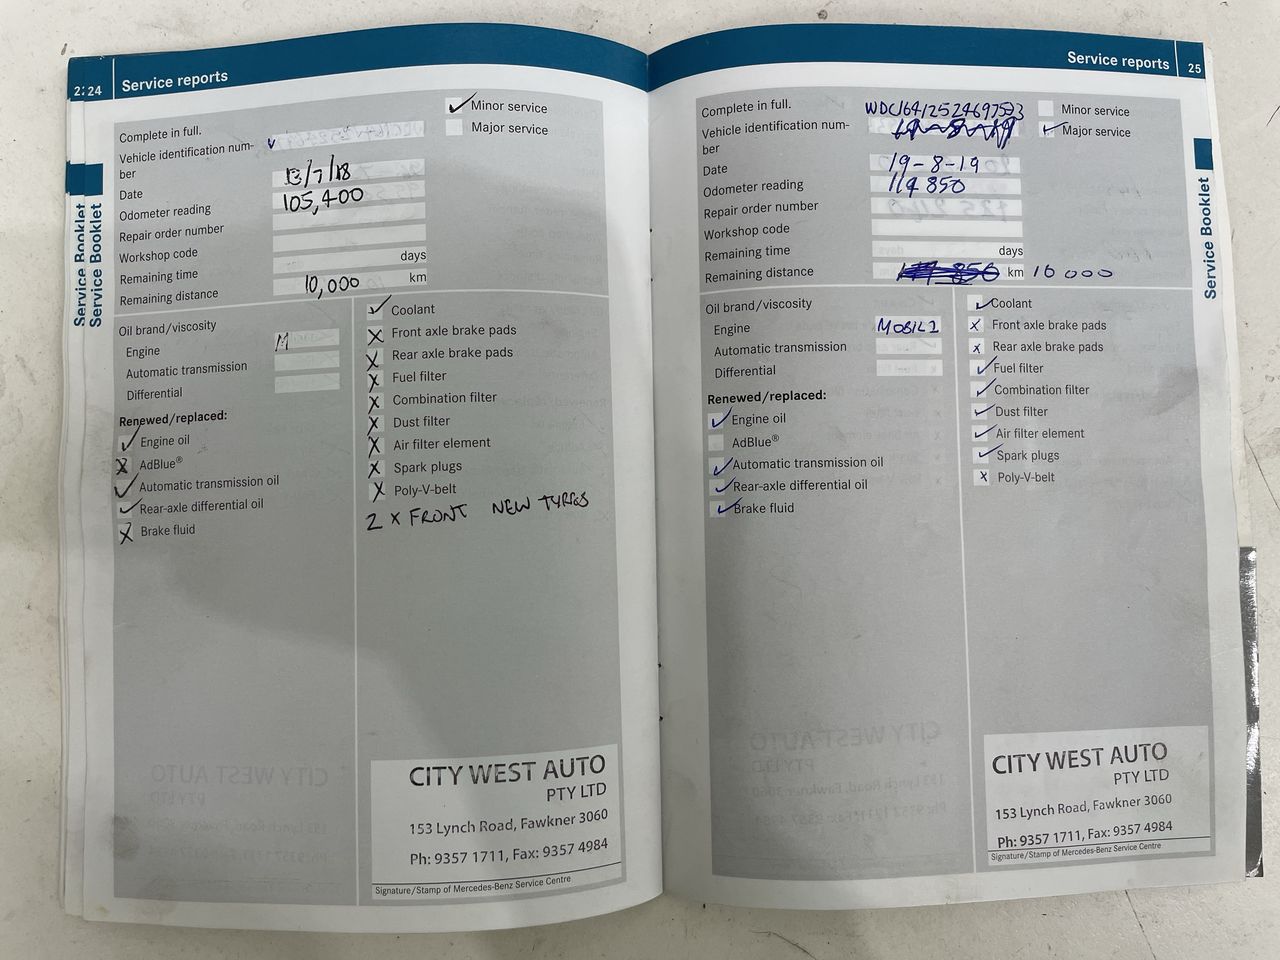 2
24
Service reports
Service Booklet
Service Booklet
Complete in full.
Minor service
Major service
Vehicle identification num-
ber
Date
13/7/18
Odometer reading
105,400
Repair order number
Workshop code
Remaining time
days
Remaining distance
10,000
km
Oil brand/viscosity
Engine
M
Automatic transmission
Differential
Renewed/replaced:
Engine oil
AdBlue®
Automatic transmission oil
Rear-axle differential oil
Brake fluid
Coolant
Front axle brake pads
Rear axle brake pads
Fuel filter
Combination filter
Dust filter
Air filter element
Spark plugs
Poly-V-belt
2 x FRONT NEW TYRES
CITY WEST AUTO
PTY LTD
153 Lynch Road, Fawkner 3060
Ph: 9357 1711, Fax: 9357 4984
Signature/Stamp of Mercedes-Benz Service Centre
Service reports
25
Service Booklet
Complete in full.
Minor service
Major service
Vehicle identification num-
ber
Date
19-8-19
Odometer reading
114 850
Repair order number
Workshop code
Remaining time
days
Remaining distance
km
10 000
Oil brand/viscosity
Engine
MOBIL 1
Automatic transmission
Differential
Renewed/replaced:
Engine oil
AdBlue®
Automatic transmission oil
Rear-axle differential oil
Brake fluid
Coolant
Front axle brake pads
Rear axle brake pads
Fuel filter
Combination filter
Dust filter
Air filter element
Spark plugs
Poly-V-belt
CITY WEST AUTO
PTY LTD
153 Lynch Road, Fawkner 3060
Ph: 9357 1711, Fax: 9357 4984
Signature/Stamp of Mercedes-Benz Service Centre